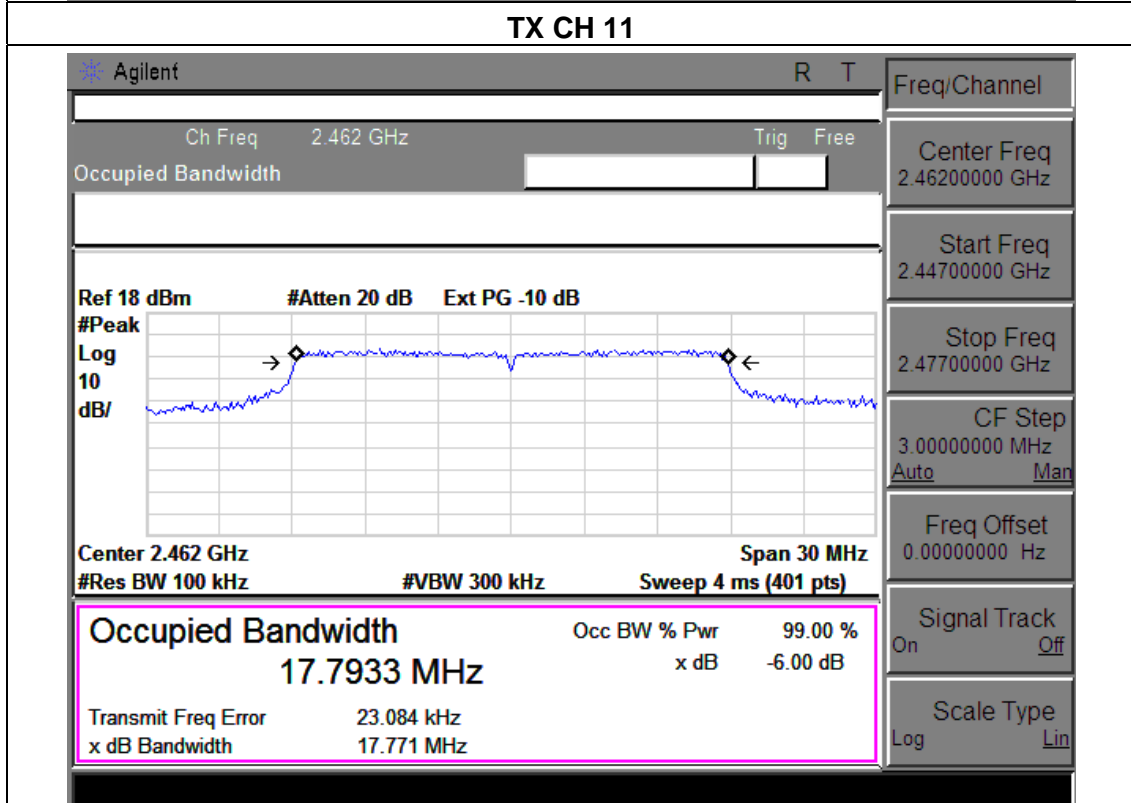 TX CH 11
Agilent R T
Ch Freq 2.462 GHz Trig Free
Occupied Bandwidth
Ref 18 dBm #Atten 20 dB Ext PG -10 dB
#Peak
Log
10
dB/
Center 2.462 GHz Span 30 MHz
#Res BW 100 kHz #VBW 300 kHz Sweep 4 ms (401 pts)
Occupied Bandwidth Occ BW % Pwr 99.00 %
17.7933 MHz x dB -6.00 dB
Transmit Freq Error 23.084 kHz
x dB Bandwidth 17.771 MHz
Freq/Channel
Center Freq
2.46200000 GHz
Start Freq
2.44700000 GHz
Stop Freq
2.47700000 GHz
CF Step
3.00000000 MHz
Auto Man
Freq Offset
0.00000000 Hz
Signal Track
On Off
Scale Type
Log Lin